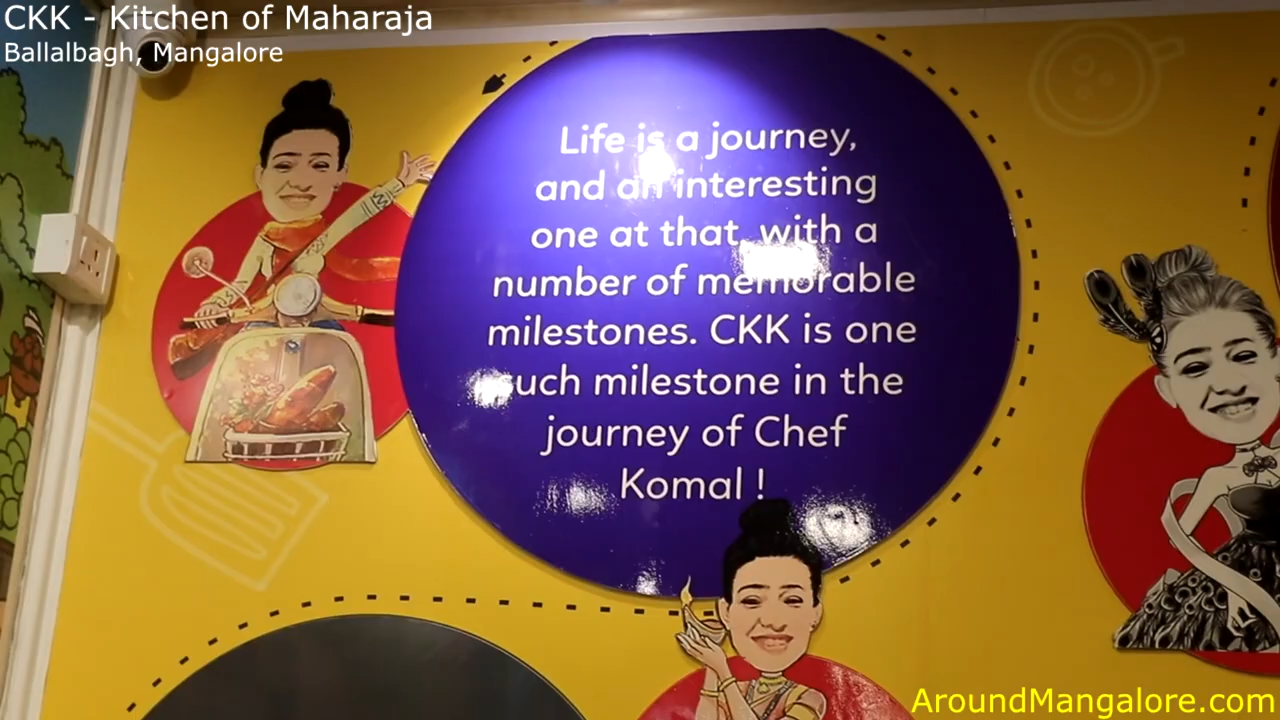 CKK - Kitchen of Maharaja
Ballalbagh, Mangalore
Life is a journey,
and an interesting
one at that, with a
number of memorable
milestones. CKK is one
such milestone in the
journey of Chef
Komal !
AroundMangalore.com